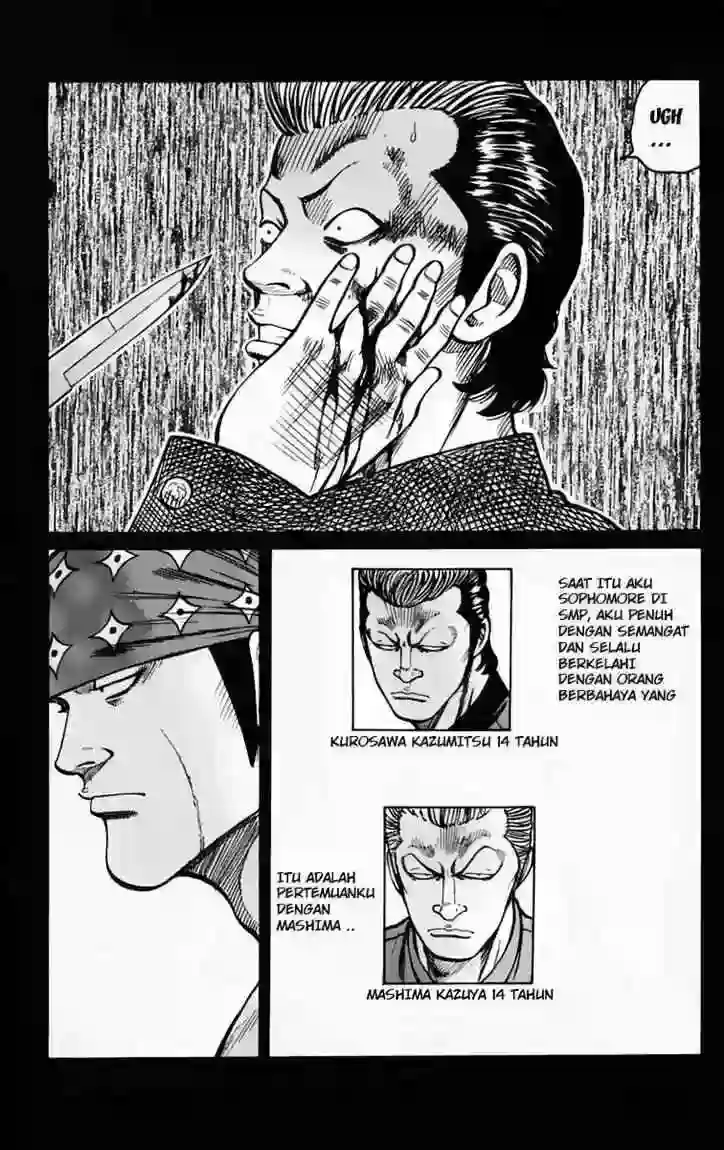 UGH
...
SAAT ITU AKU
SOPHOMORE DI
SMP, AKU PENUH
DENGAN SEMANGAT
DAN SELALU
BERKELAHI
DENGAN ORANG
BERBAHAYA YANG
KUROSAWA KAZUMITSU 14 TAHUN
ITU ADALAH
PERTEMUANKU
DENGAN
MASHIMA ..
MASHIMA KAZUYA 14 TAHUN